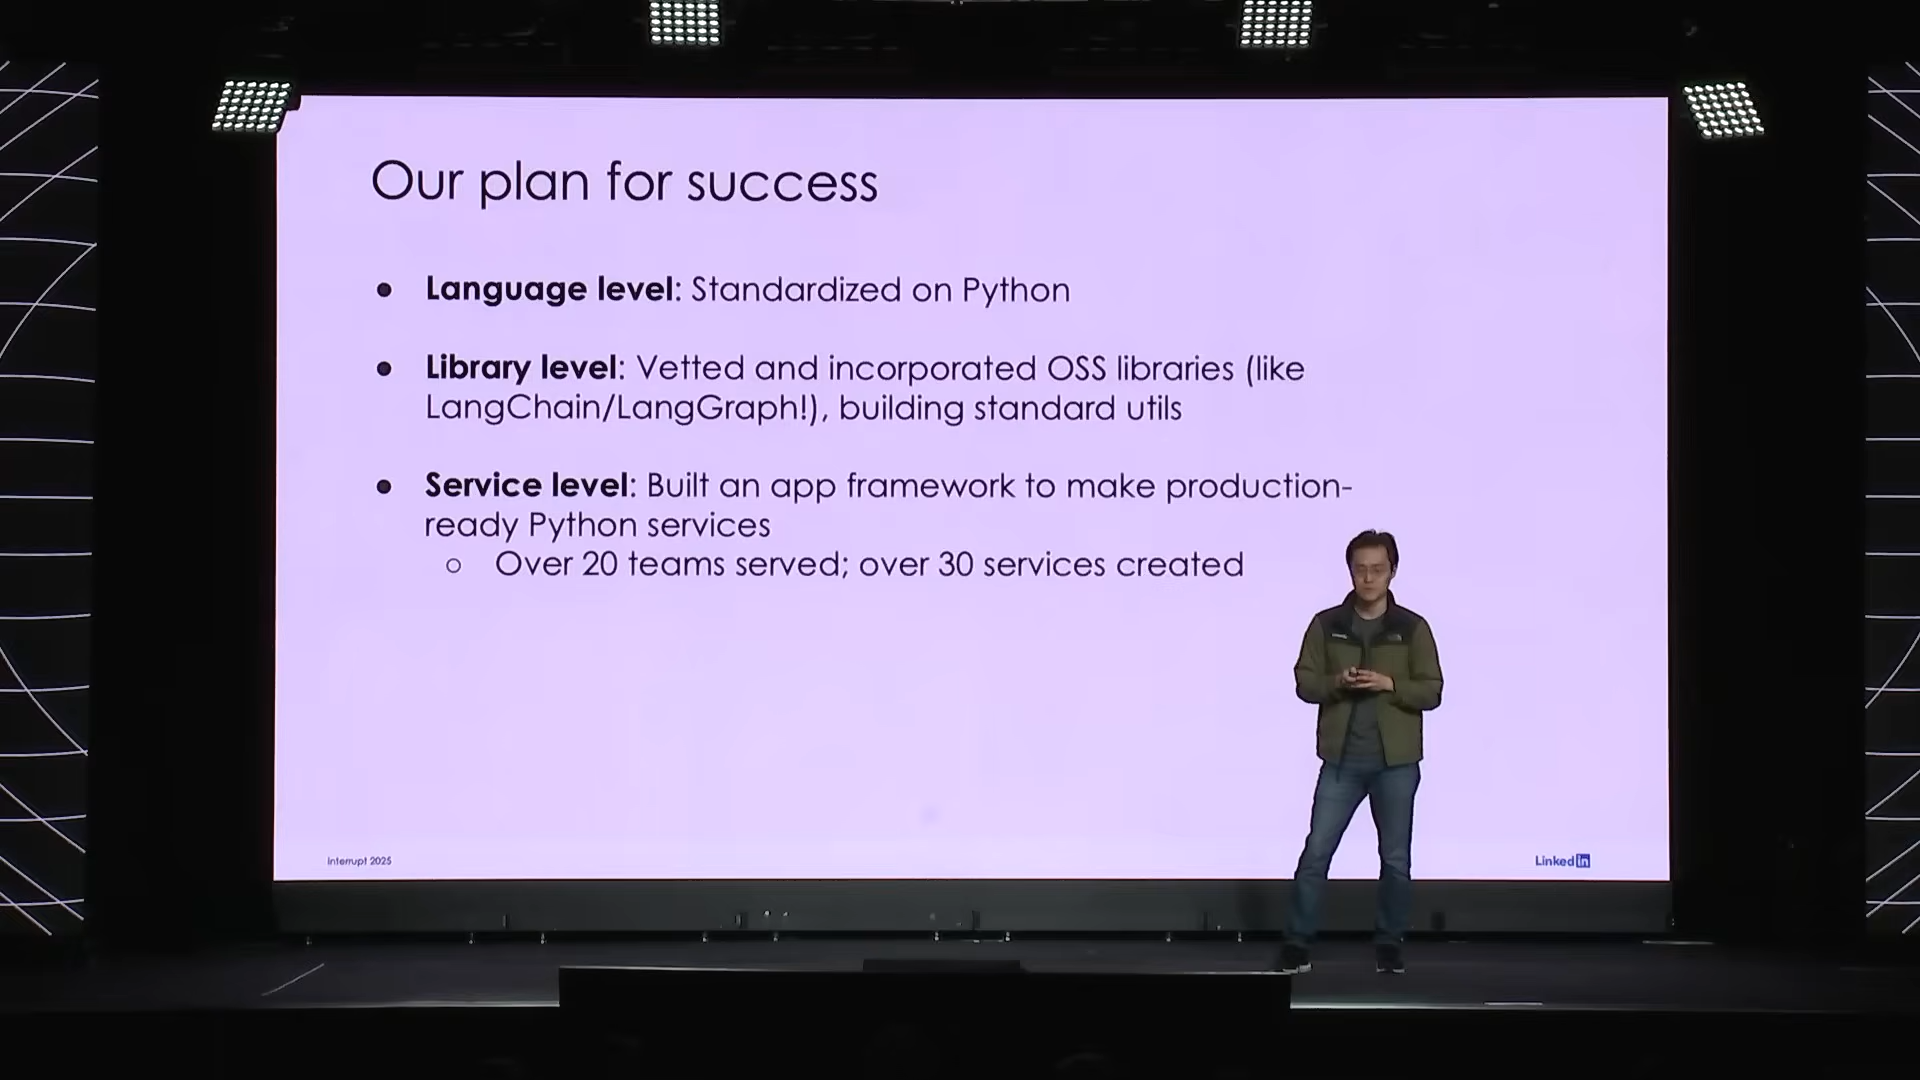 Our plan for success
● Language level: Standardized on Python
● Library level: Vetted and incorporated OSS libraries (like
LangChain/LangGraph!), building standard utils
● Service level: Built an app framework to make production-
ready Python services
○ Over 20 teams served; over 30 services created
Interrupt 2025
LinkedIn